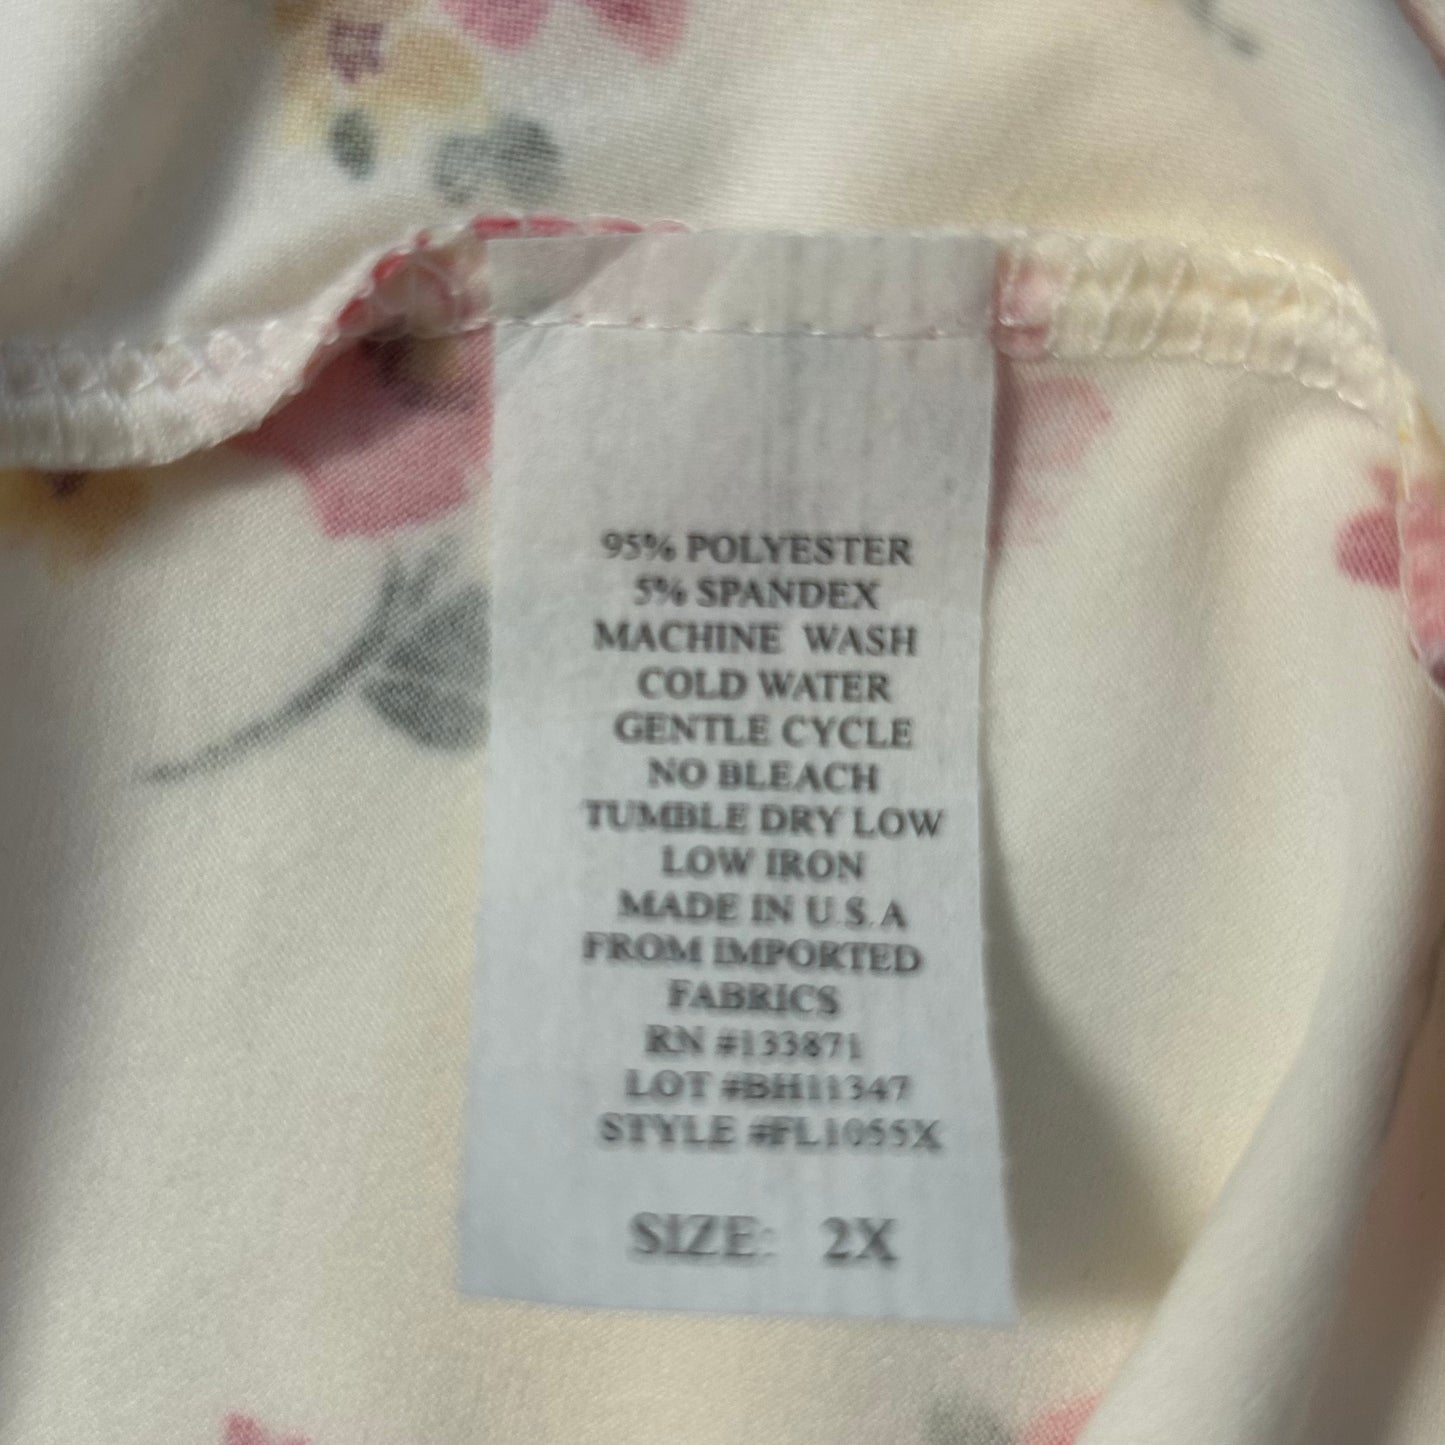 95% POLYESTER
5% SPANDEX
MACHINE WASH
COLD WATER
GENTLE CYCLE
NO BLEACH
TUMBLE DRY LOW
LOW IRON
MADE IN U.S.A
FROM IMPORTED
FABRICS
RN #133871
LOT #BH11347
STYLE #FL1055X
SIZE: 2X